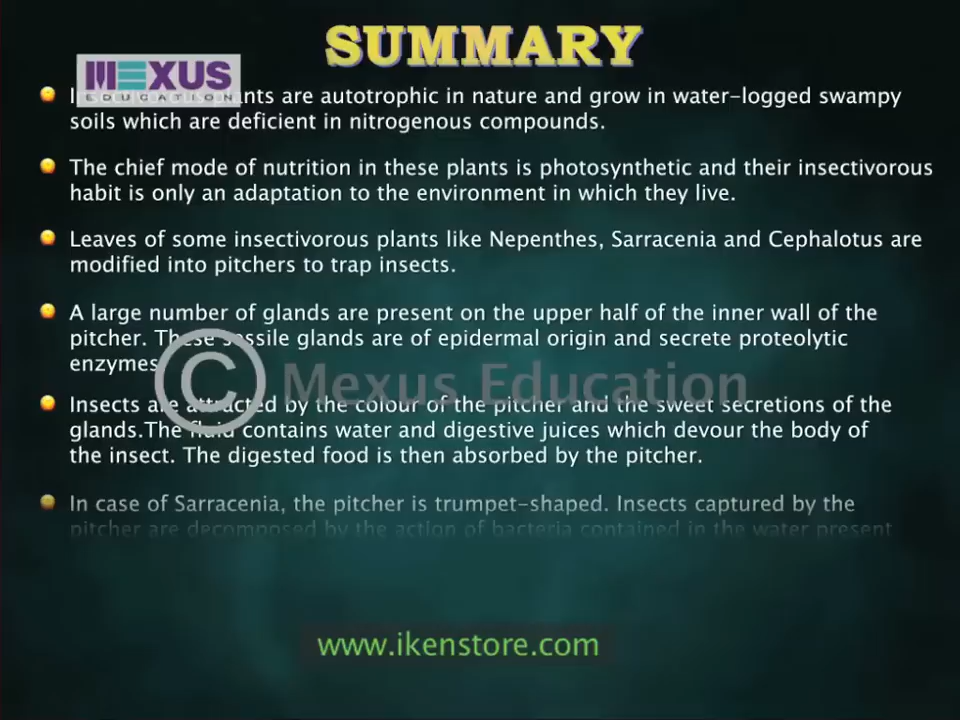 SUMMARY
MEXUS
EDUCATION
plants are autotrophic in nature and grow in water-logged swampy
soils which are deficient in nitrogenous compounds.
The chief mode of nutrition in these plants is photosynthetic and their insectivorous
habit is only an adaptation to the environment in which they live.
Leaves of some insectivorous plants like Nepenthes, Sarracenia and Cephalotus are
modified into pitchers to trap insects.
A large number of glands are present on the upper half of the inner wall of the
pitcher. These sessile glands are of epidermal origin and secrete proteolytic
enzymes.
© Mexus Education
Insects are attracted by the colour of the pitcher and the sweet secretions of the
glands.The fluid contains water and digestive juices which devour the body of
the insect. The digested food is then absorbed by the pitcher.
In case of Sarracenia, the pitcher is trumpet-shaped. Insects captured by the
pitcher are decomposed by the action of bacteria contained in the water present
www.ikenstore.com